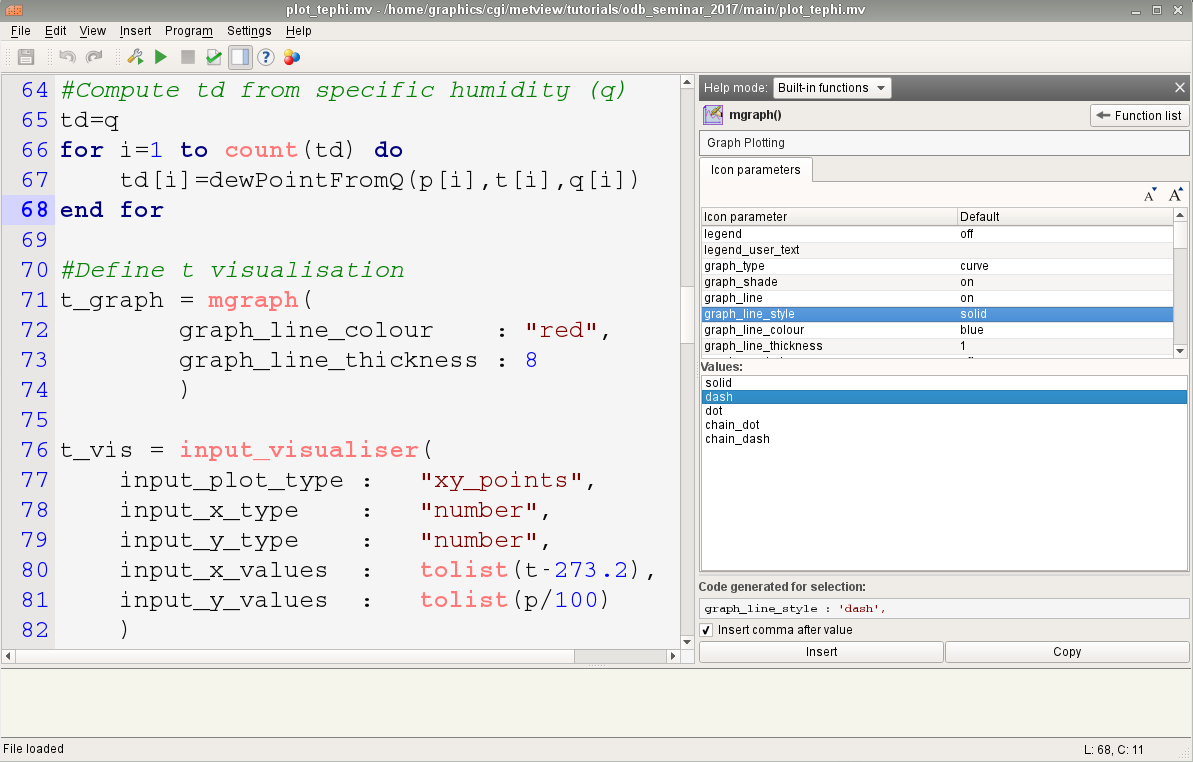 plot_tephi.mv - /home/graphics/cgi/metview/tutorials/odb_seminar_2017/main/plot_tephi.mv
File Edit View Insert Program Settings Help
64 #Compute td from specific humidity (q)
65 td=q
66 for i=1 to count(td) do
67 td[i]=dewPointFromQ(p[i],t[i],q[i])
68 end for
69
70 #Define t visualisation
71 t_graph = mgraph(
72 graph_line_colour : "red",
73 graph_line_thickness : 8
74 )
75
76 t_vis = input_visualiser(
77 input_plot_type : "xy_points",
78 input_x_type : "number",
79 input_y_type : "number",
80 input_x_values : tolist(t-273.2),
81 input_y_values : tolist(p/100)
82 )
Help mode: Built-in functions
mgraph()
Function list
Graph Plotting
Icon parameters
A A
Icon parameter Default
legend off
legend_user_text
graph_type curve
graph_shade on
graph_line on
graph_line_style solid
graph_line_colour blue
graph_line_thickness 1
Values:
solid
dash
dot
chain_dot
chain_dash
Code generated for selection:
graph_line_style : 'dash',
Insert comma after value
Insert Copy
File loaded
L: 68, C: 11